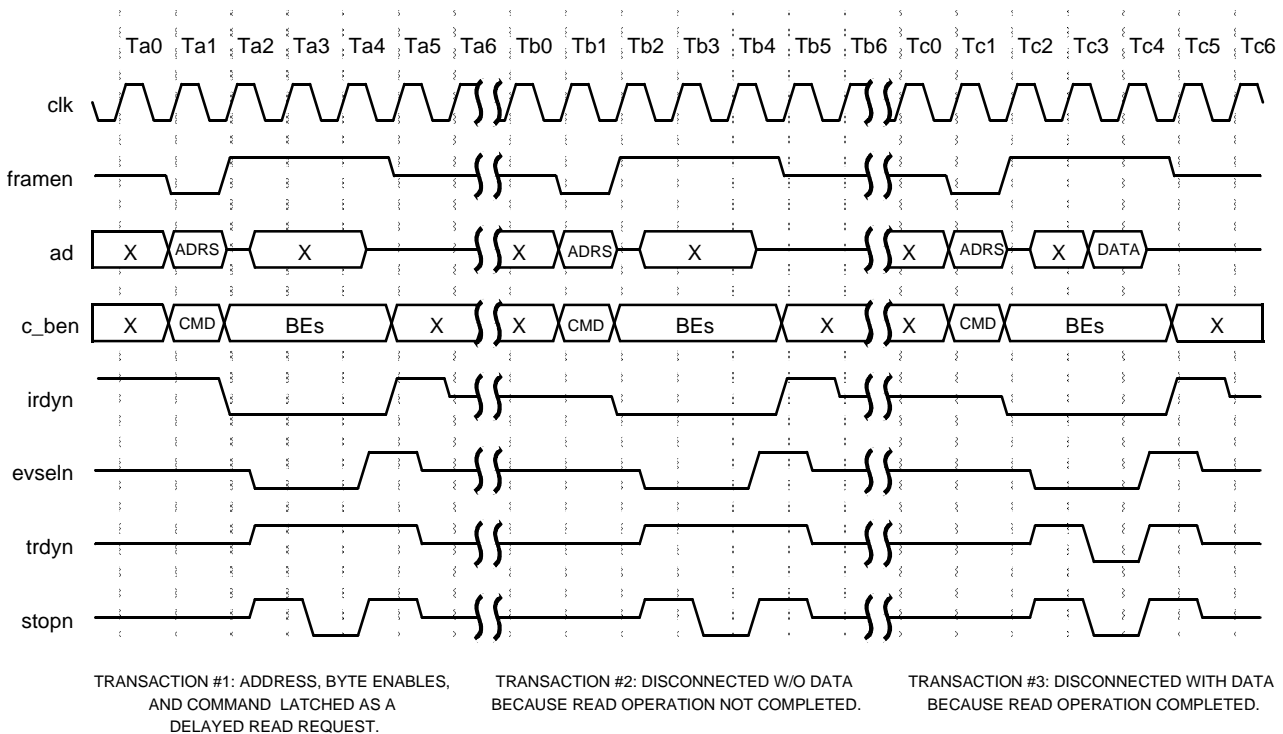 Ta0 Ta1 Ta2 Ta3 Ta4 Ta5 Ta6 Tb0 Tb1 Tb2 Tb3 Tb4 Tb5 Tb6 Tc0 Tc1 Tc2 Tc3 Tc4 Tc5 Tc6
clk
framen
ad X ADRS X X ADRS X X ADRS X DATA
c_ben X CMD BEs X X CMD BEs X X CMD BEs X
irdyn
evseln
trdyn
stopn
TRANSACTION #1: ADDRESS, BYTE ENABLES,
AND COMMAND LATCHED AS A
DELAYED READ REQUEST.
TRANSACTION #2: DISCONNECTED W/O DATA
BECAUSE READ OPERATION NOT COMPLETED.
TRANSACTION #3: DISCONNECTED WITH DATA
BECAUSE READ OPERATION COMPLETED.